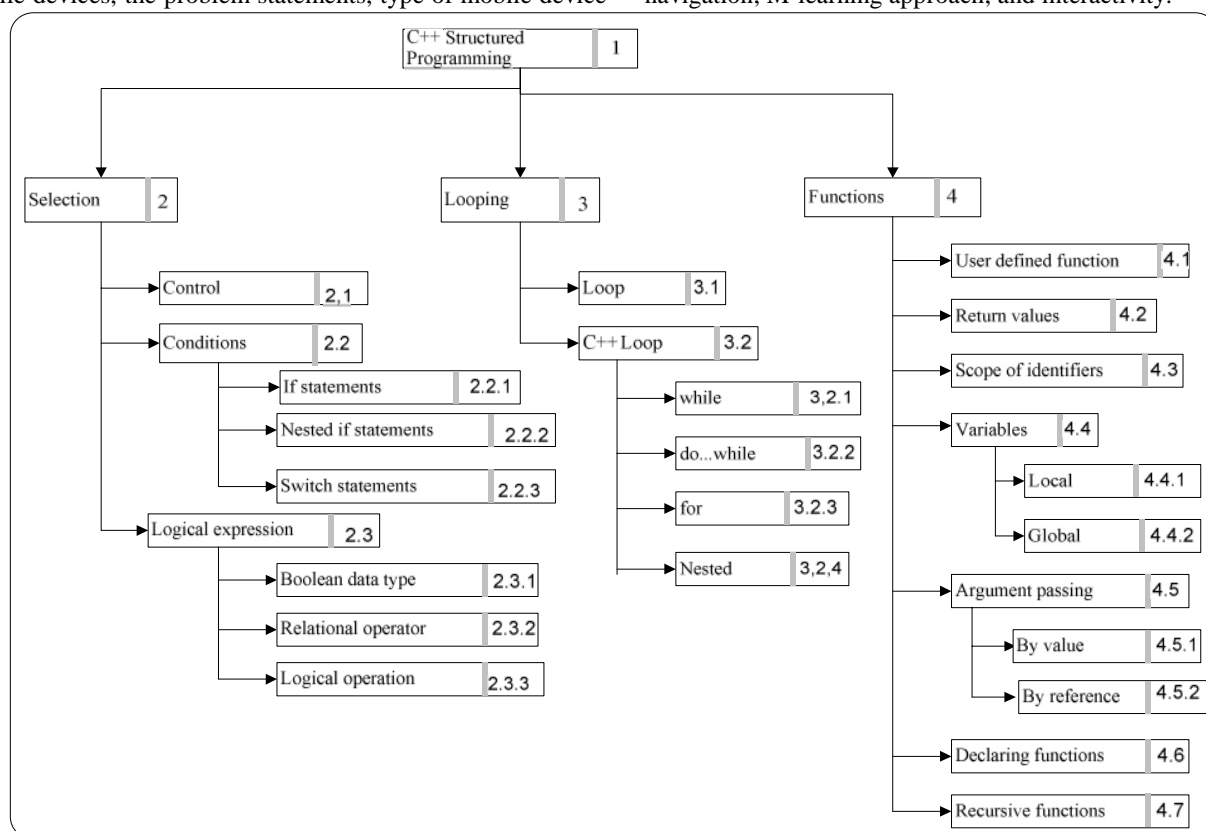 ne devices, the problem statements, type of mobile device navigation, M-learning approach, and interactivity.
C++ Structured
Programming 1
Selection 2
Control 2,1
Conditions 2.2
If statements 2.2.1
Nested if statements 2.2.2
Switch statements 2.2.3
Logical expression 2.3
Boolean data type 2.3.1
Relational operator 2.3.2
Logical operation 2.3.3
Looping 3
Loop 3.1
C++ Loop 3.2
while 3,2.1
do...while 3.2.2
for 3.2.3
Nested 3,2,4
Functions 4
User defined function 4.1
Return values 4.2
Scope of identifiers 4.3
Variables 4.4
Local 4.4.1
Global 4.4.2
Argument passing 4.5
By value 4.5.1
By reference 4.5.2
Declaring functions 4.6
Recursive functions 4.7